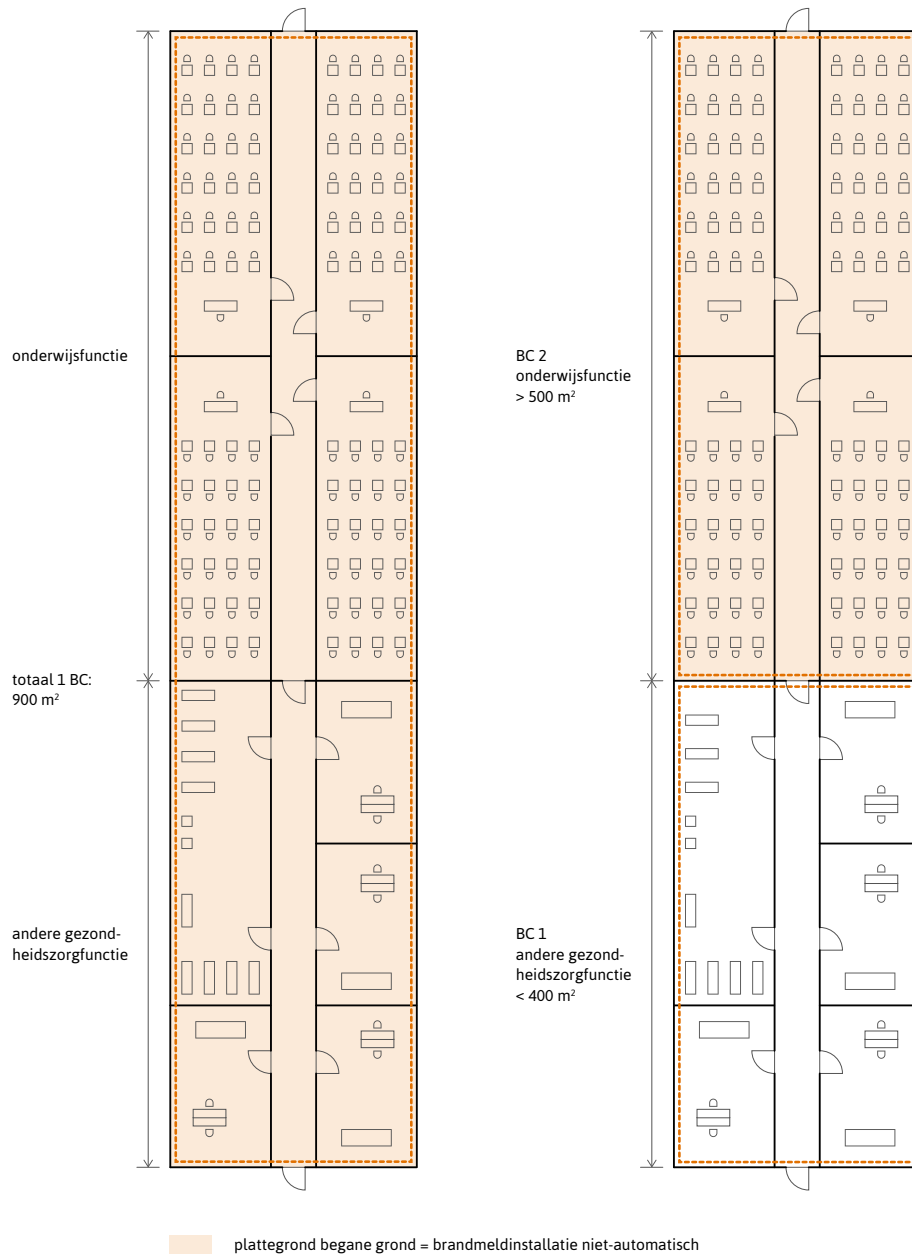 onderwijsfunctie
totaal 1 BC:
900 m²
andere gezond-
heidszorgfunctie
BC 2
onderwijsfunctie
> 500 m²
BC 1
andere gezond-
heidszorgfunctie
< 400 m²
plattegrond begane grond = brandmeldinstallatie niet-automatisch